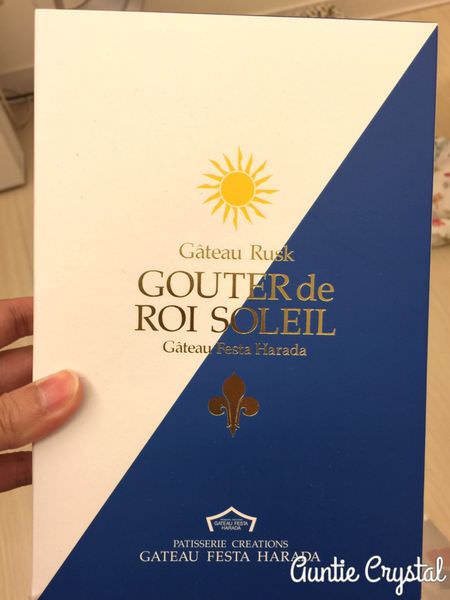 Gâteau Rusk
GOUTER de
ROI SOLEIL
Gâteau Festa Harada
GATEAU FESTA
HARADA
PATISSERIE CREATIONS
GATEAU FESTA HARADA
Auntie Crystal